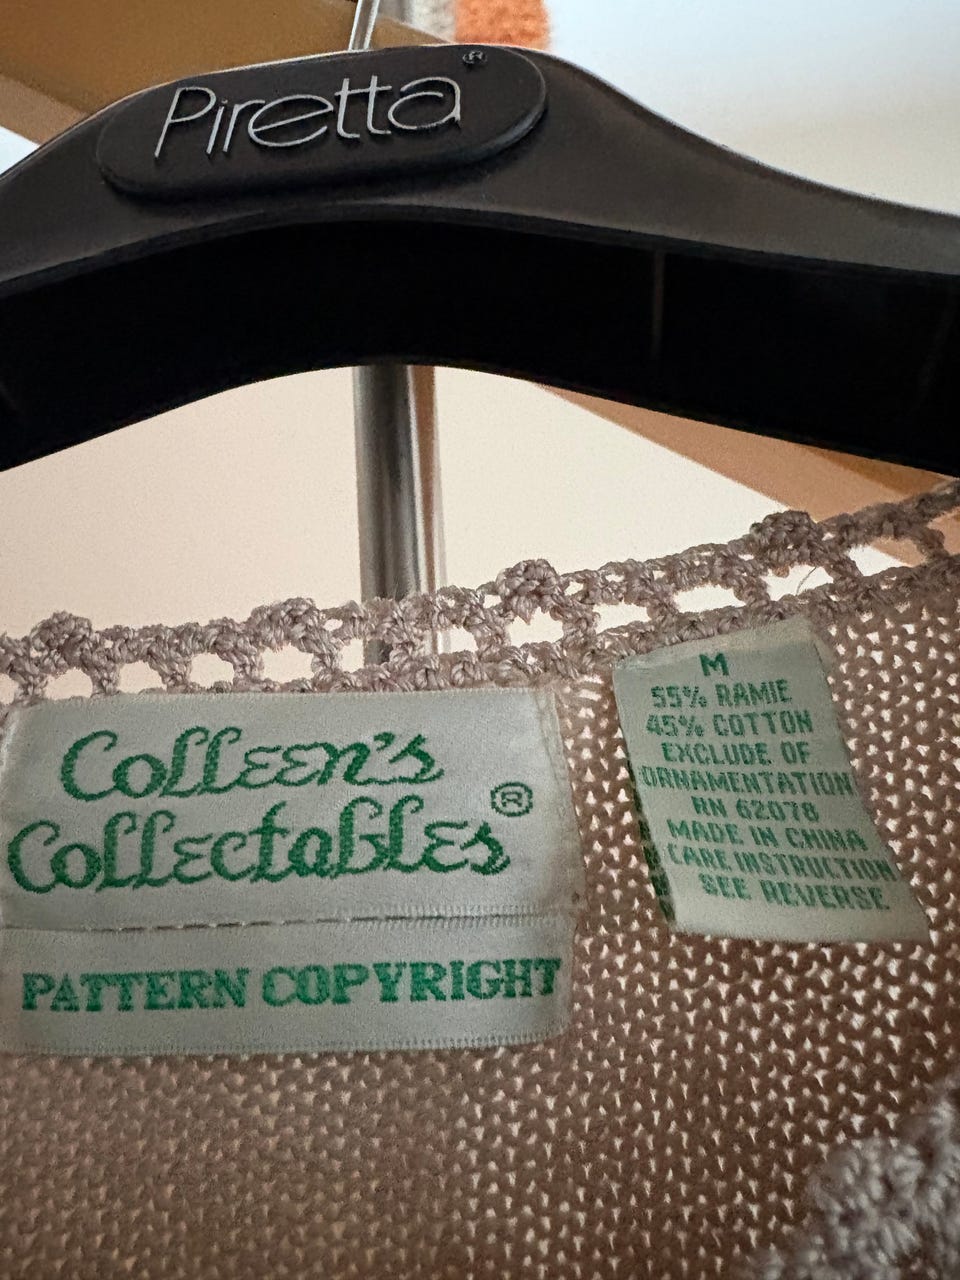 Piretta®
Colleen's
Collectables®
PATTERN COPYRIGHT
M
55% RAMIE
45% COTTON
EXCLUDE OF
ORNAMENTATION
RN 62078
MADE IN CHINA
CARE INSTRUCTION
SEE REVERSE